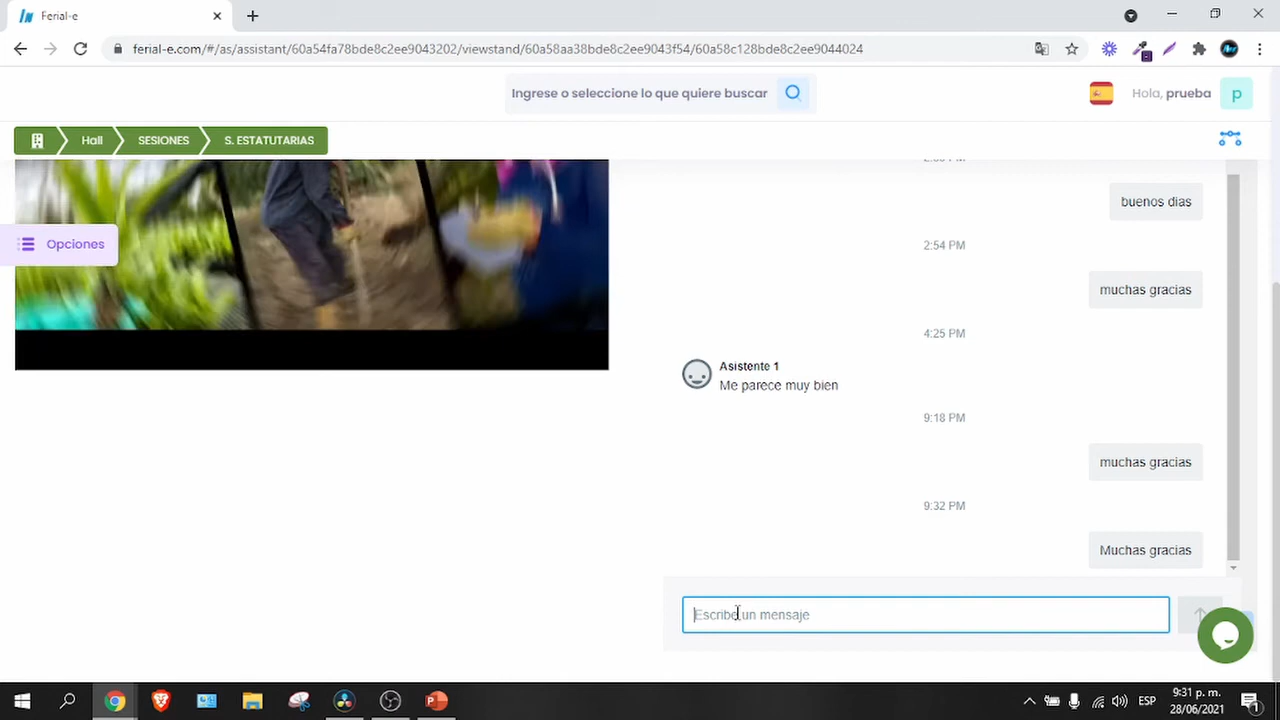 Ferial-e
ferial-e.com/#/as/assistant/60a54fa78bde8c2ee9043202/viewstand/60a58aa38bde8c2ee9043f54/60a58c128bde8c2ee9044024
Ingrese o seleccione lo que quiere buscar
Hola, prueba
p
Hall
SESIONES
S. ESTATUTARIAS
Opciones
buenos dias
2:54 PM
muchas gracias
4:25 PM
Asistente 1
Me parece muy bien
9:18 PM
muchas gracias
9:32 PM
Muchas gracias
Escribe un mensaje
ESP
9:31 p. m.
28/06/2021